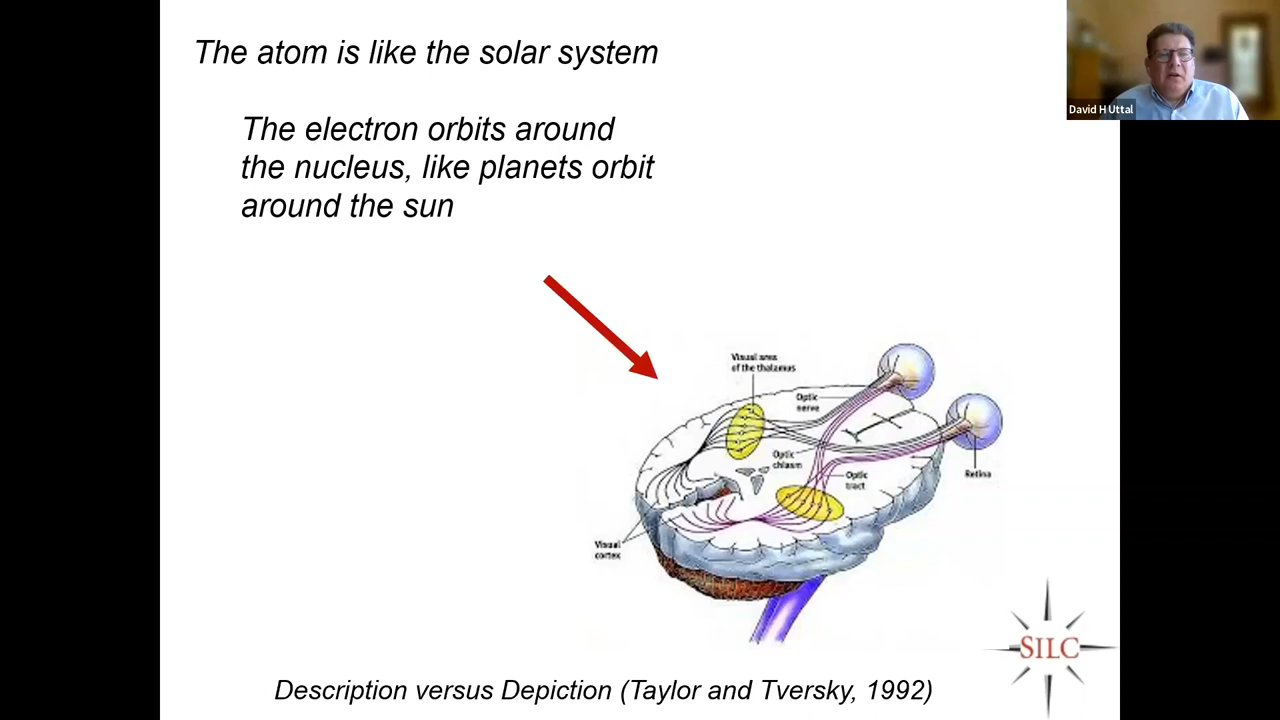 The atom is like the solar system
David H Uttal
The electron orbits around
the nucleus, like planets orbit
around the sun
Visual area
of the thalamus
Optic
nerve
Optic
chiasm
Optic
tract
Retina
Visual
cortex
SILC
Description versus Depiction (Taylor and Tversky, 1992)